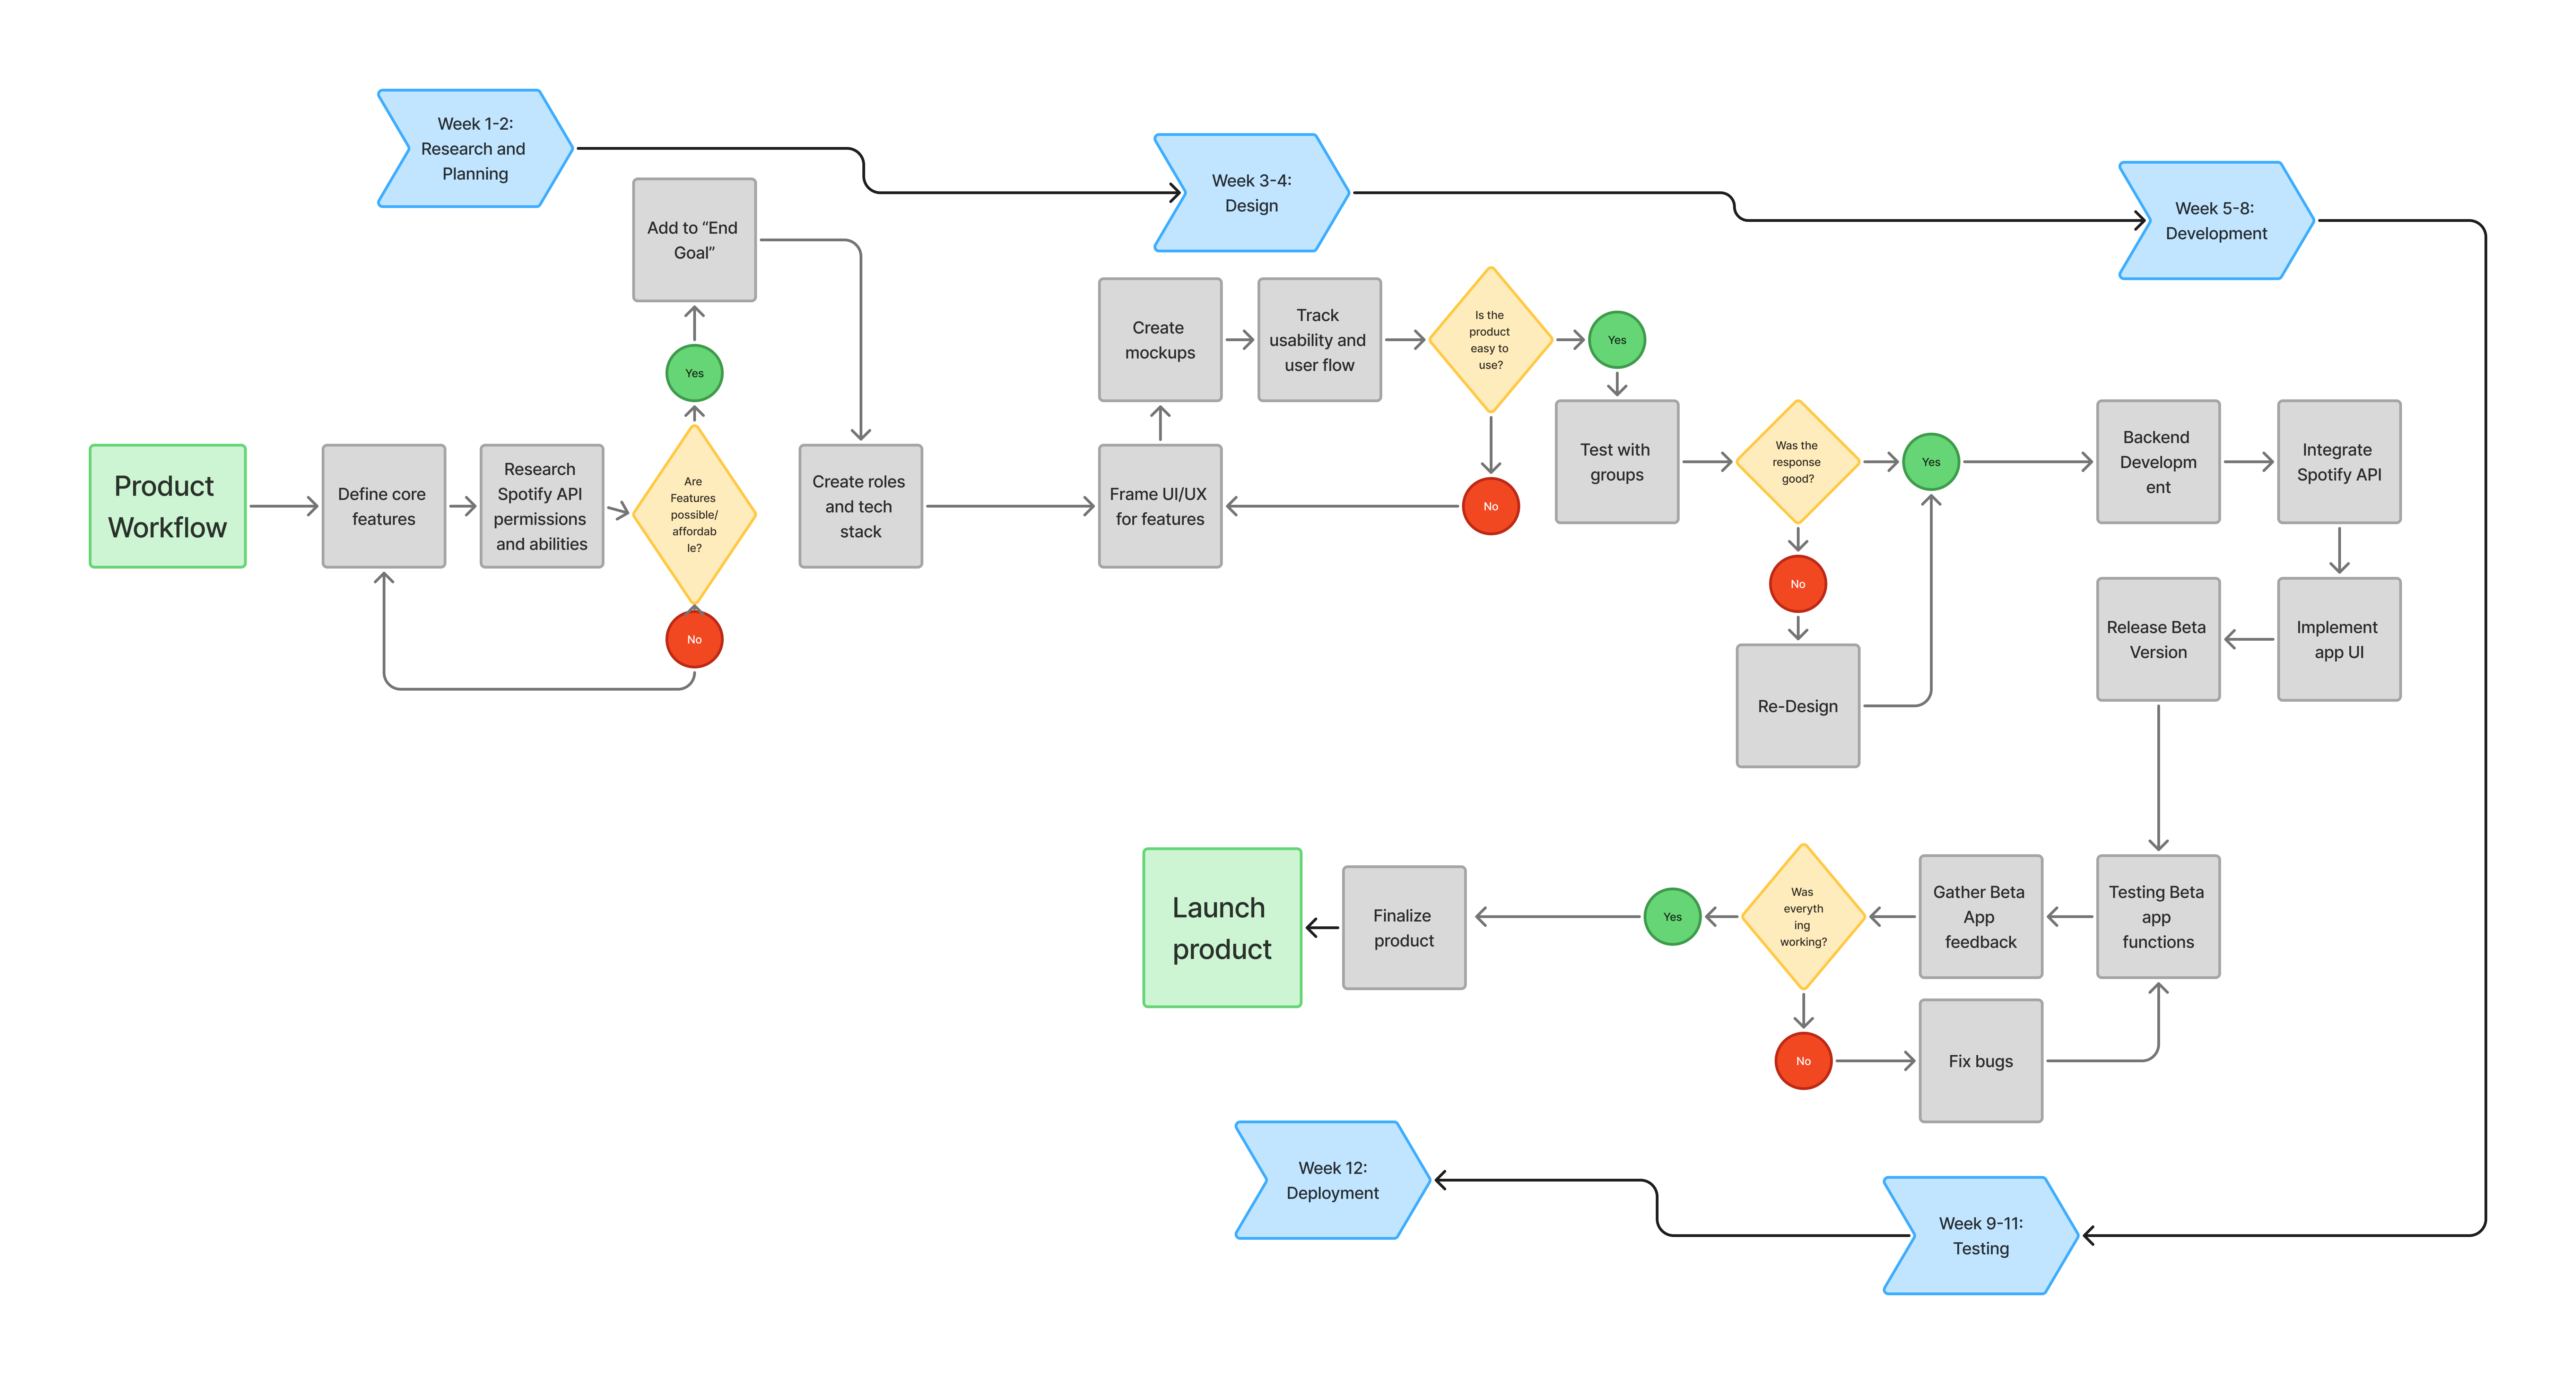 Week 1-2:
Research and
Planning
Week 3-4:
Design
Week 5-8:
Development
Product
Workflow
Define core
features
Research
Spotify API
permissions
and abilities
Are
Features
possible/
affordab
le?
Yes
Add to “End
Goal”
No
Create roles
and tech
stack
Frame UI/UX
for features
Create
mockups
Track
usability and
user flow
Is the
product
easy to
use?
Yes
No
Test with
groups
Was the
response
good?
Yes
No
Re-Design
Backend
Developm
ent
Integrate
Spotify API
Implement
app UI
Release Beta
Version
Testing Beta
app
functions
Gather Beta
App
feedback
Was
everyth
ing
working?
Yes
No
Fix bugs
Finalize
product
Launch
product
Week 9-11:
Testing
Week 12:
Deployment